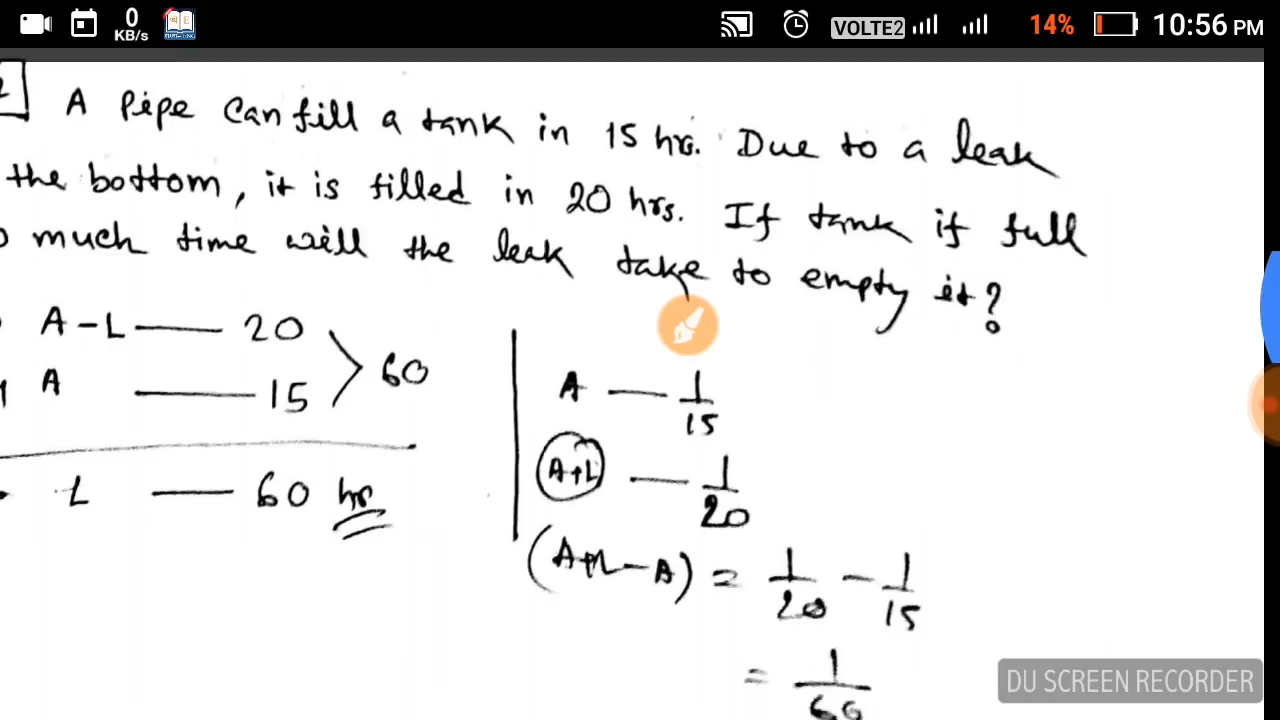 0
KB/s
VOLTE2
14%
10:56 PM
A Pipe Can fill a tank in 15 hrs. Due to a leak
the bottom, it is filled in 20 hrs. If tank if full
much time will the leak take to empty it?
A-L — 20
A — 15
> 60
L — 60 hr
A — 1/15
A+L — 1/20
(A+L-A) = 1/20 - 1/15
= 1/60
DU SCREEN RECORDER